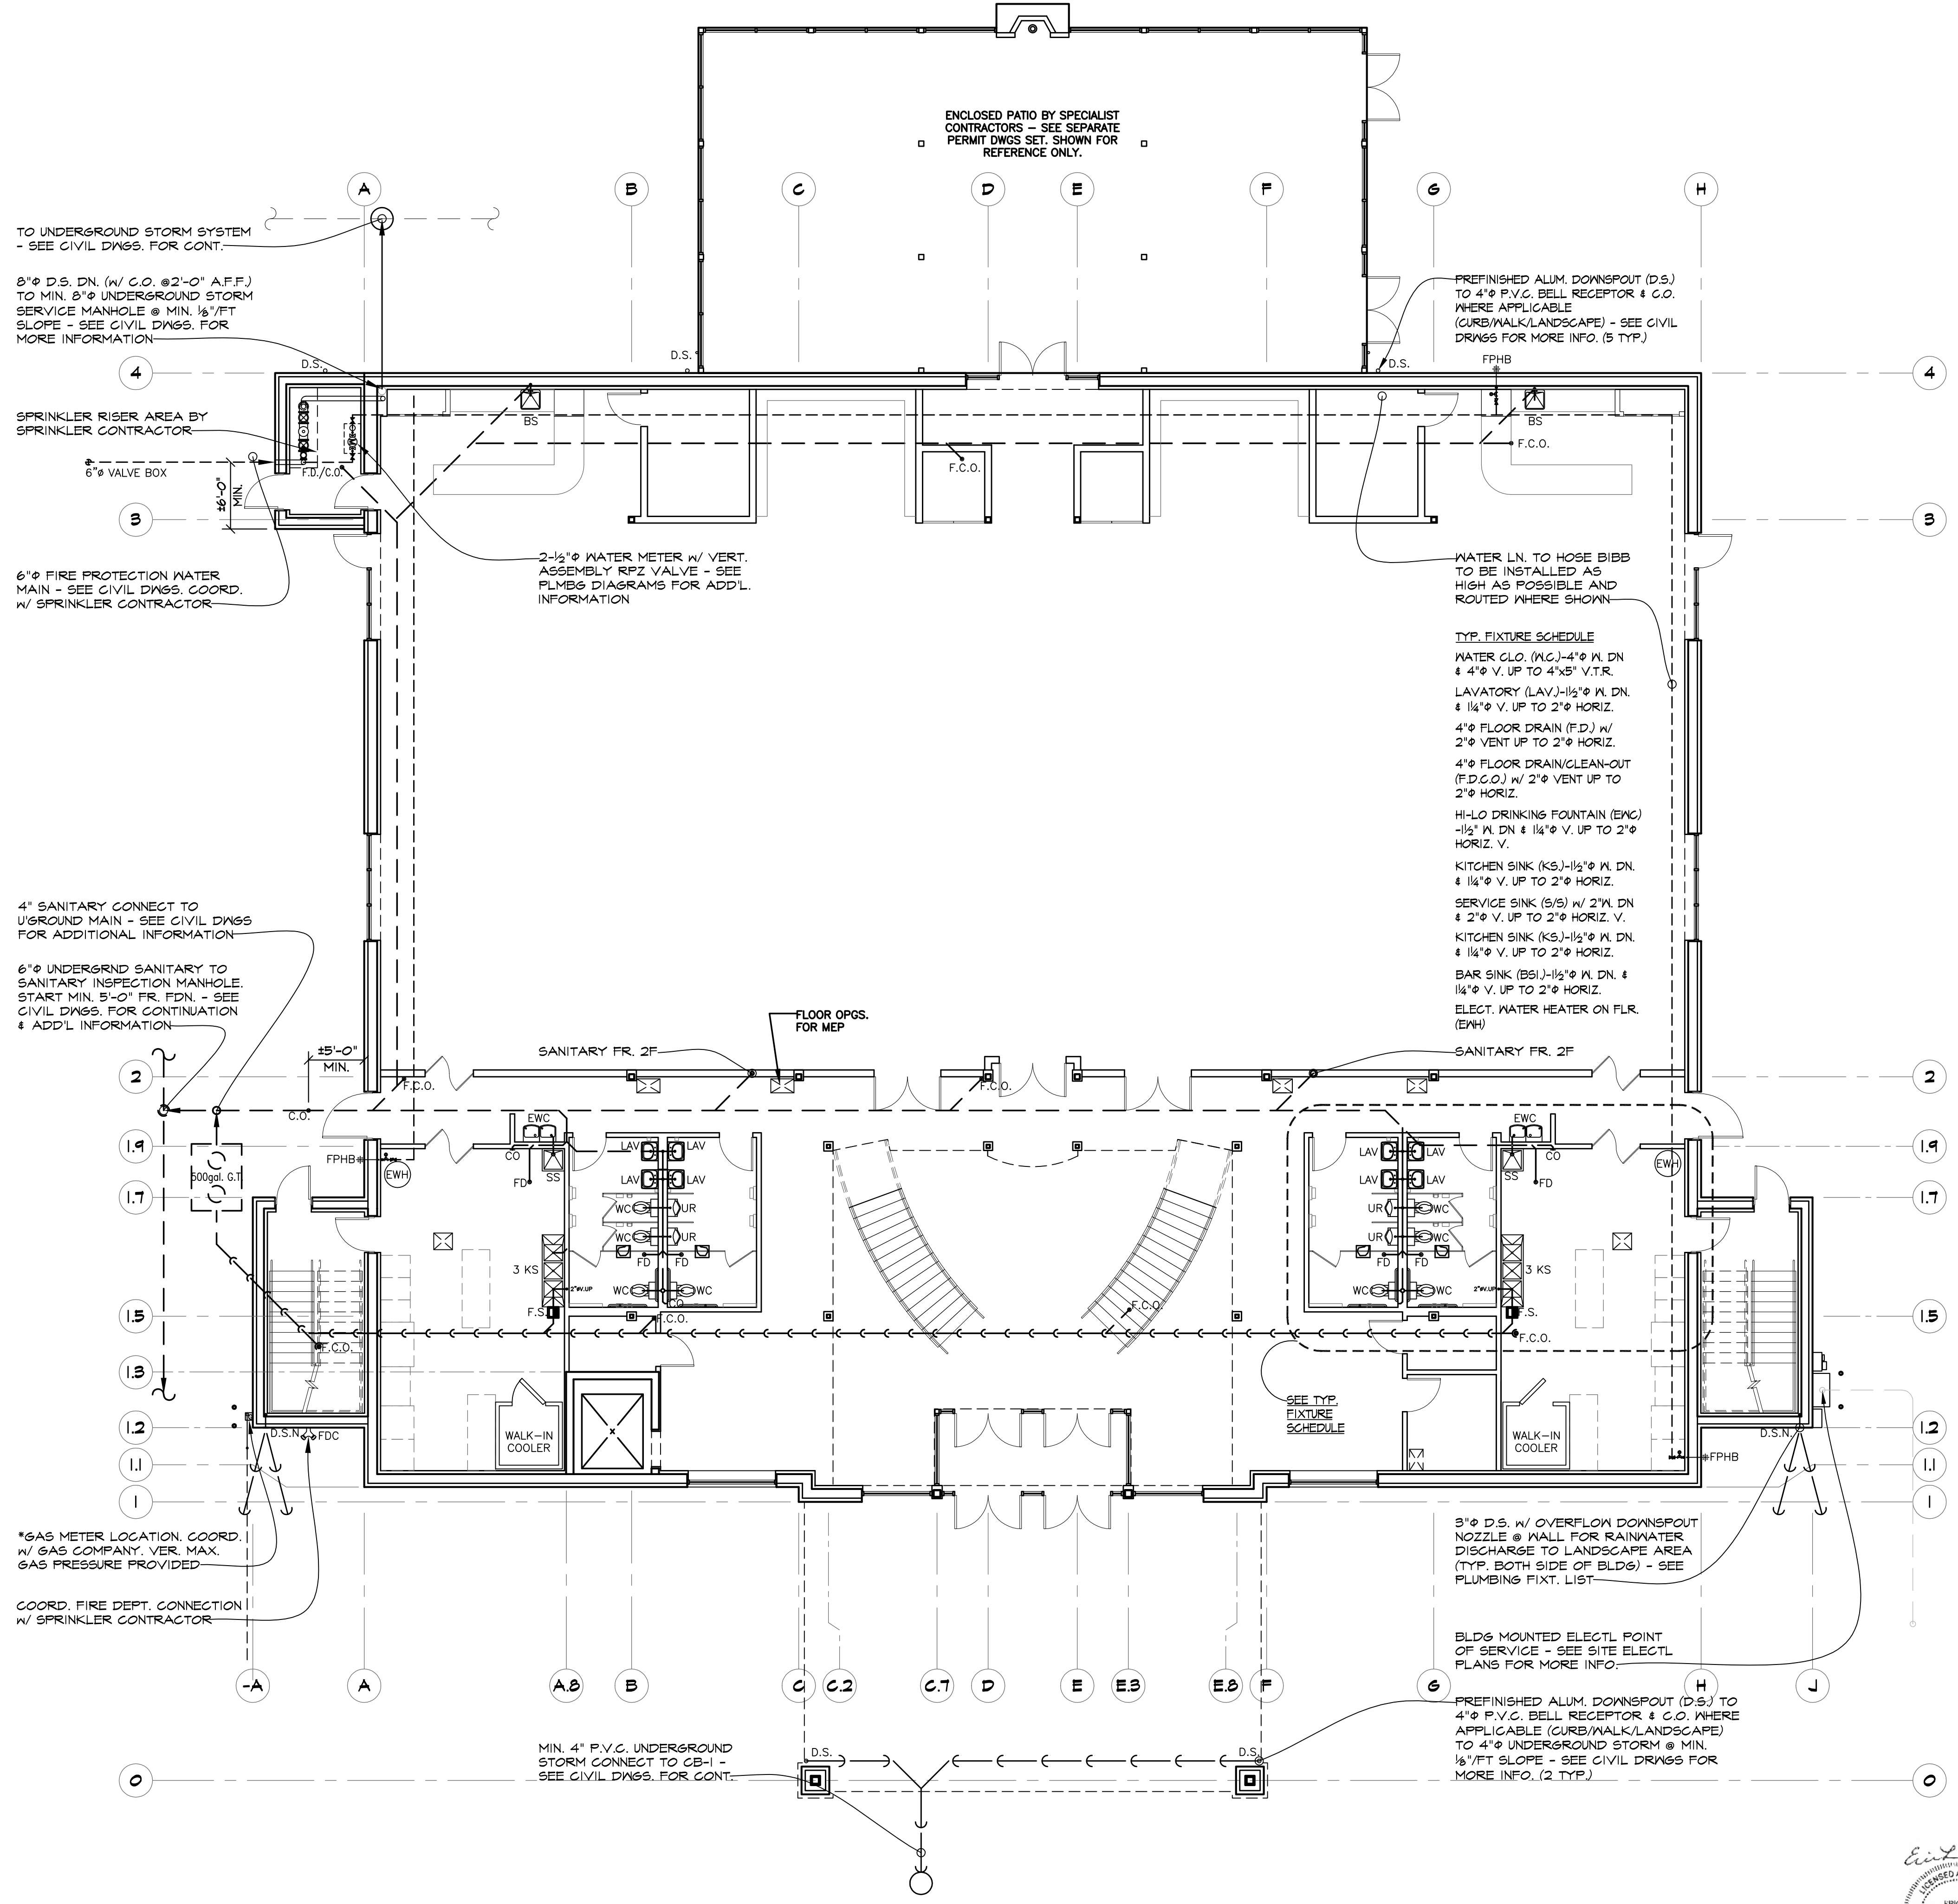 ENCLOSED PATIO BY SPECIALIST
CONTRACTORS – SEE SEPARATE
PERMIT DWGS SET. SHOWN FOR
REFERENCE ONLY.
A
B
C
D
E
F
G
H
TO UNDERGROUND STORM SYSTEM
- SEE CIVIL DWGS. FOR CONT.
8"Φ D.S. DN. (W/ C.O. @2'-0" A.F.F.)
TO MIN. 8"Φ UNDERGROUND STORM
SERVICE MANHOLE @ MIN. ⅛"/FT
SLOPE - SEE CIVIL DWGS. FOR
MORE INFORMATION
PREFINISHED ALUM. DOWNSPOUT (D.S.)
TO 4"Φ P.V.C. BELL RECEPTOR & C.O.
WHERE APPLICABLE
(CURB/WALK/LANDSCAPE) - SEE CIVIL
DRWGS FOR MORE INFO. (5 TYP.)
D.S.
D.S.
D.S.
FPHB
4
4
SPRINKLER RISER AREA BY
SPRINKLER CONTRACTOR
BS
BS
F.C.O.
F.C.O.
6"ø VALVE BOX
F.D./C.O.
±6'-0"
MIN.
3
3
2-½"Φ WATER METER W/ VERT.
ASSEMBLY RPZ VALVE - SEE
PLMBG DIAGRAMS FOR ADD'L.
INFORMATION
6"Φ FIRE PROTECTION WATER
MAIN - SEE CIVIL DWGS. COORD.
W/ SPRINKLER CONTRACTOR
WATER LN. TO HOSE BIBB
TO BE INSTALLED AS
HIGH AS POSSIBLE AND
ROUTED WHERE SHOWN
TYP. FIXTURE SCHEDULE
WATER CLO. (W.C.)-4"Φ W. DN
& 4"Φ V. UP TO 4"x5" V.T.R.
LAVATORY (LAV.)-1½"Φ W. DN.
& 1¼"Φ V. UP TO 2"Φ HORIZ.
4"Φ FLOOR DRAIN (F.D.) W/
2"Φ VENT UP TO 2"Φ HORIZ.
4"Φ FLOOR DRAIN/CLEAN-OUT
(F.D.C.O.) W/ 2"Φ VENT UP TO
2"Φ HORIZ.
HI-LO DRINKING FOUNTAIN (EWC)
-1½" W. DN & 1¼"Φ V. UP TO 2"Φ
HORIZ. V.
KITCHEN SINK (KS.)-1½"Φ W. DN.
& 1¼"Φ V. UP TO 2"Φ HORIZ.
SERVICE SINK (S/S) W/ 2"W. DN
& 2"Φ V. UP TO 2"Φ HORIZ. V.
KITCHEN SINK (KS.)-1½"Φ W. DN.
& 1¼"Φ V. UP TO 2"Φ HORIZ.
BAR SINK (BSI.)-1½"Φ W. DN. &
1¼"Φ V. UP TO 2"Φ HORIZ.
ELECT. WATER HEATER ON FLR.
(EWH)
4" SANITARY CONNECT TO
U'GROUND MAIN - SEE CIVIL DWGS
FOR ADDITIONAL INFORMATION
6"Φ UNDERGRND SANITARY TO
SANITARY INSPECTION MANHOLE.
START MIN. 5'-0" FR. FDN. - SEE
CIVIL DWGS. FOR CONTINUATION
& ADD'L INFORMATION
FLOOR OPGS.
FOR MEP
±5'-0"
MIN.
SANITARY FR. 2F
SANITARY FR. 2F
2
2
F.C.O.
F.C.O.
C.O.
EWC
EWC
1.9
1.9
FPHB
EWH
EWH
CO
CO
LAV
LAV
LAV
LAV
LAV
LAV
LAV
LAV
500gal. G.T.
FD
SS
SS
FD
1.7
1.7
WC
UR
UR
WC
WC
UR
UR
WC
FD
FD
FD
FD
3 KS
3 KS
2"ΦV.UP
2"ΦV.UP
WC
WC
WC
WC
CO
F.S.
F.S.
1.5
1.5
F.C.O.
F.C.O.
F.C.O.
F.C.O.
1.3
SEE TYP.
FIXTURE
SCHEDULE
1.2
1.2
D.S.N.
FDC
D.S.N.
WALK–IN
COOLER
WALK–IN
COOLER
FPHB
1.1
1.1
1
1
*GAS METER LOCATION. COORD.
W/ GAS COMPANY. VER. MAX.
GAS PRESSURE PROVIDED
3"Φ D.S. W/ OVERFLOW DOWNSPOUT
NOZZLE @ WALL FOR RAINWATER
DISCHARGE TO LANDSCAPE AREA
(TYP. BOTH SIDE OF BLDG) - SEE
PLUMBING FIXT. LIST
COORD. FIRE DEPT. CONNECTION
W/ SPRINKLER CONTRACTOR
BLDG MOUNTED ELECTL POINT
OF SERVICE - SEE SITE ELECTL
PLANS FOR MORE INFO.
-A
A
A.8
B
C
C.2
C.7
D
E
E.3
E.8
F
G
H
J
PREFINISHED ALUM. DOWNSPOUT (D.S.) TO
4"Φ P.V.C. BELL RECEPTOR & C.O. WHERE
APPLICABLE (CURB/WALK/LANDSCAPE)
TO 4"Φ UNDERGROUND STORM @ MIN.
⅛"/FT SLOPE - SEE CIVIL DRWGS FOR
MORE INFO. (2 TYP.)
MIN. 4" P.V.C. UNDERGROUND
STORM CONNECT TO CB-1 -
SEE CIVIL DWGS. FOR CONT.
D.S.
D.S.
0
0
LICENSED